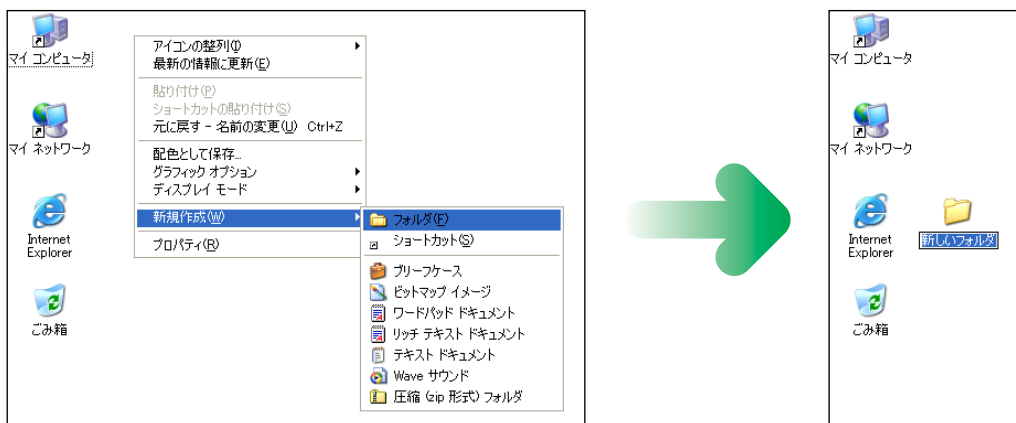 マイ コンピュータ
マイ ネットワーク
Internet
Explorer
ごみ箱
アイコンの整列(I)
最新の情報に更新(E)
貼り付け(P)
ショートカットの貼り付け(S)
元に戻す - 名前の変更(U) Ctrl+Z
配色として保存...
グラフィック オプション
ディスプレイ モード
新規作成(W)
プロパティ(R)
フォルダ(F)
ショートカット(S)
ブリーフケース
ビットマップ イメージ
ワードパッド ドキュメント
リッチ テキスト ドキュメント
テキスト ドキュメント
Wave サウンド
圧縮 (zip 形式) フォルダ
マイ コンピュータ
マイ ネットワーク
Internet
Explorer
新しいフォルダ
ごみ箱